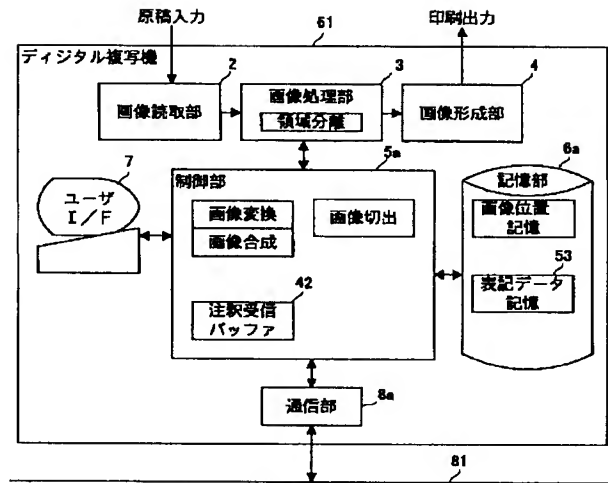 原稿入力
61
印刷出力
ディジタル複写機
2
3
4
画像読取部
画像処理部
領域分離
画像形成部
5a
6a
7
ユーザ
I/F
制御部
画像変換
画像合成
画像切出
記憶部
画像位置
記憶
42
注釈受信
バッファ
53
表記データ
記憶
通信部
8a
81